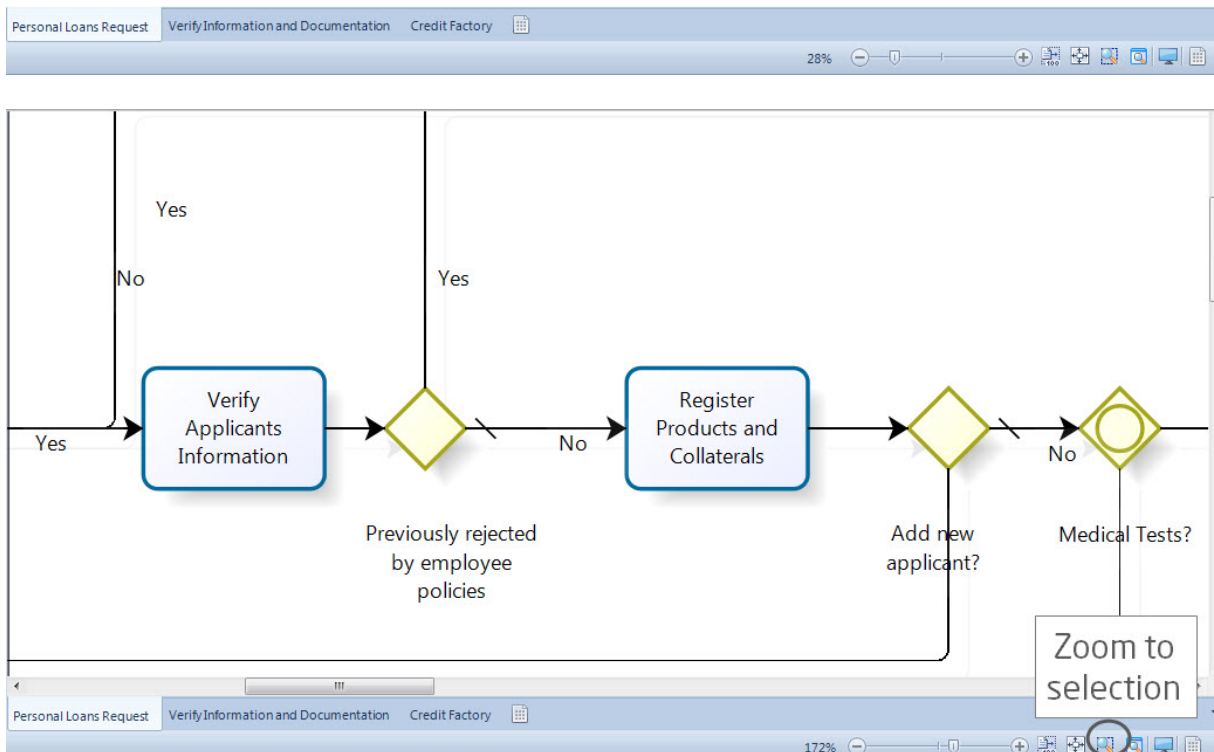 Personal Loans Request Verify Information and Documentation Credit Factory
28%
100
Yes
No
Yes
Verify
Applicants
Information
Register
Products and
Collaterals
Yes
No
No
Previously rejected
by employee
policies
Add new
applicant?
Medical Tests?
Zoom to
selection
Personal Loans Request Verify Information and Documentation Credit Factory
172%